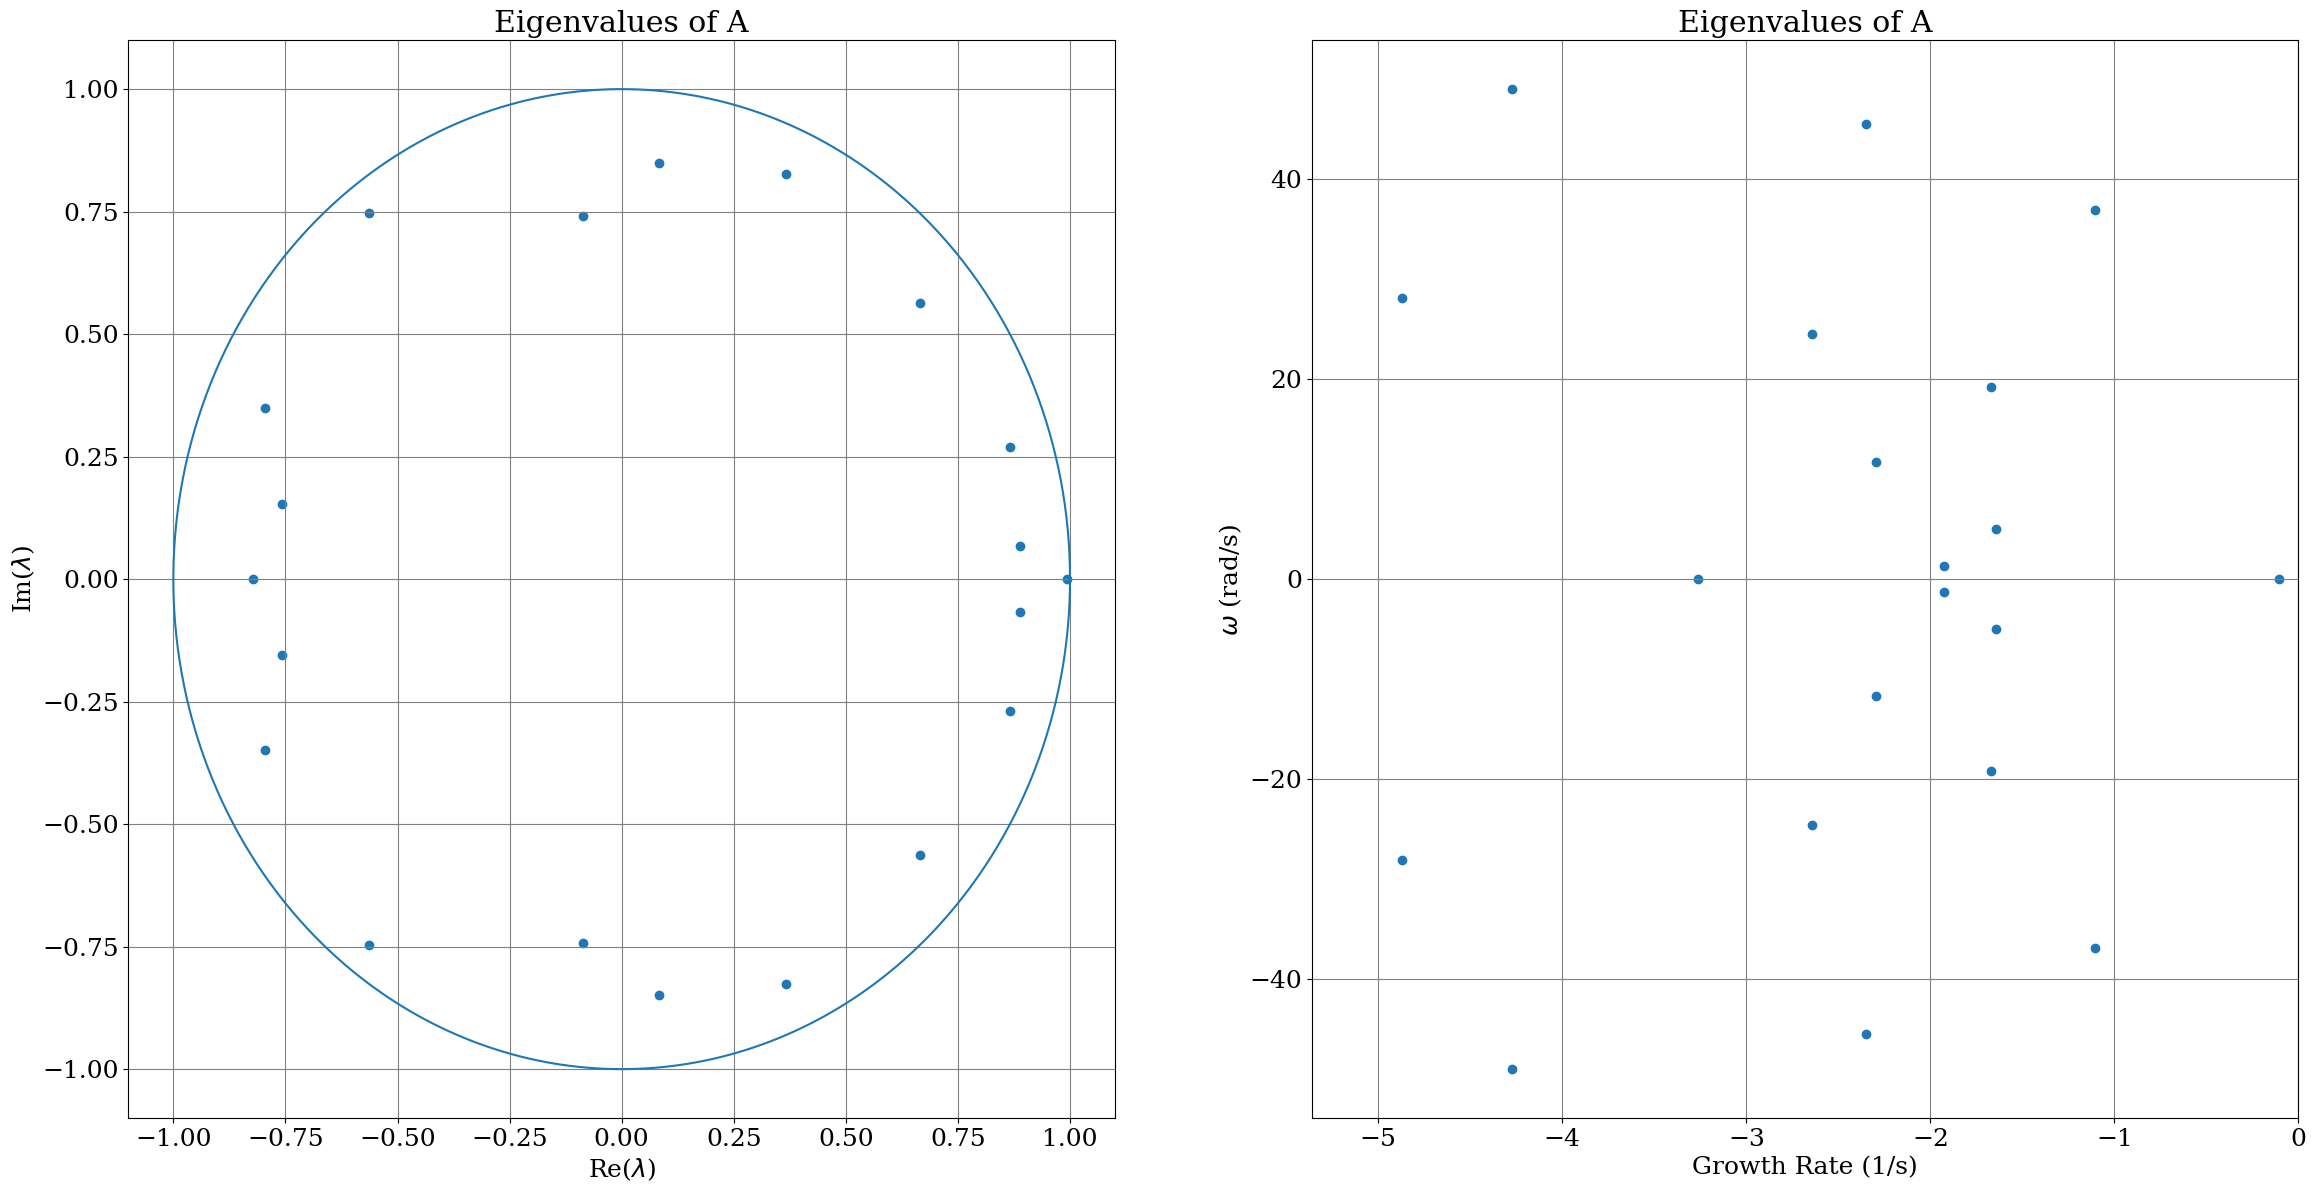 Eigenvalues of A
1.00
0.75
0.50
0.25
0.00
−0.25
−0.50
−0.75
−1.00
Im(λ)
−1.00 −0.75 −0.50 −0.25 0.00 0.25 0.50 0.75 1.00
Re(λ)
Eigenvalues of A
40
20
0
−20
−40
ω (rad/s)
−5 −4 −3 −2 −1 0
Growth Rate (1/s)